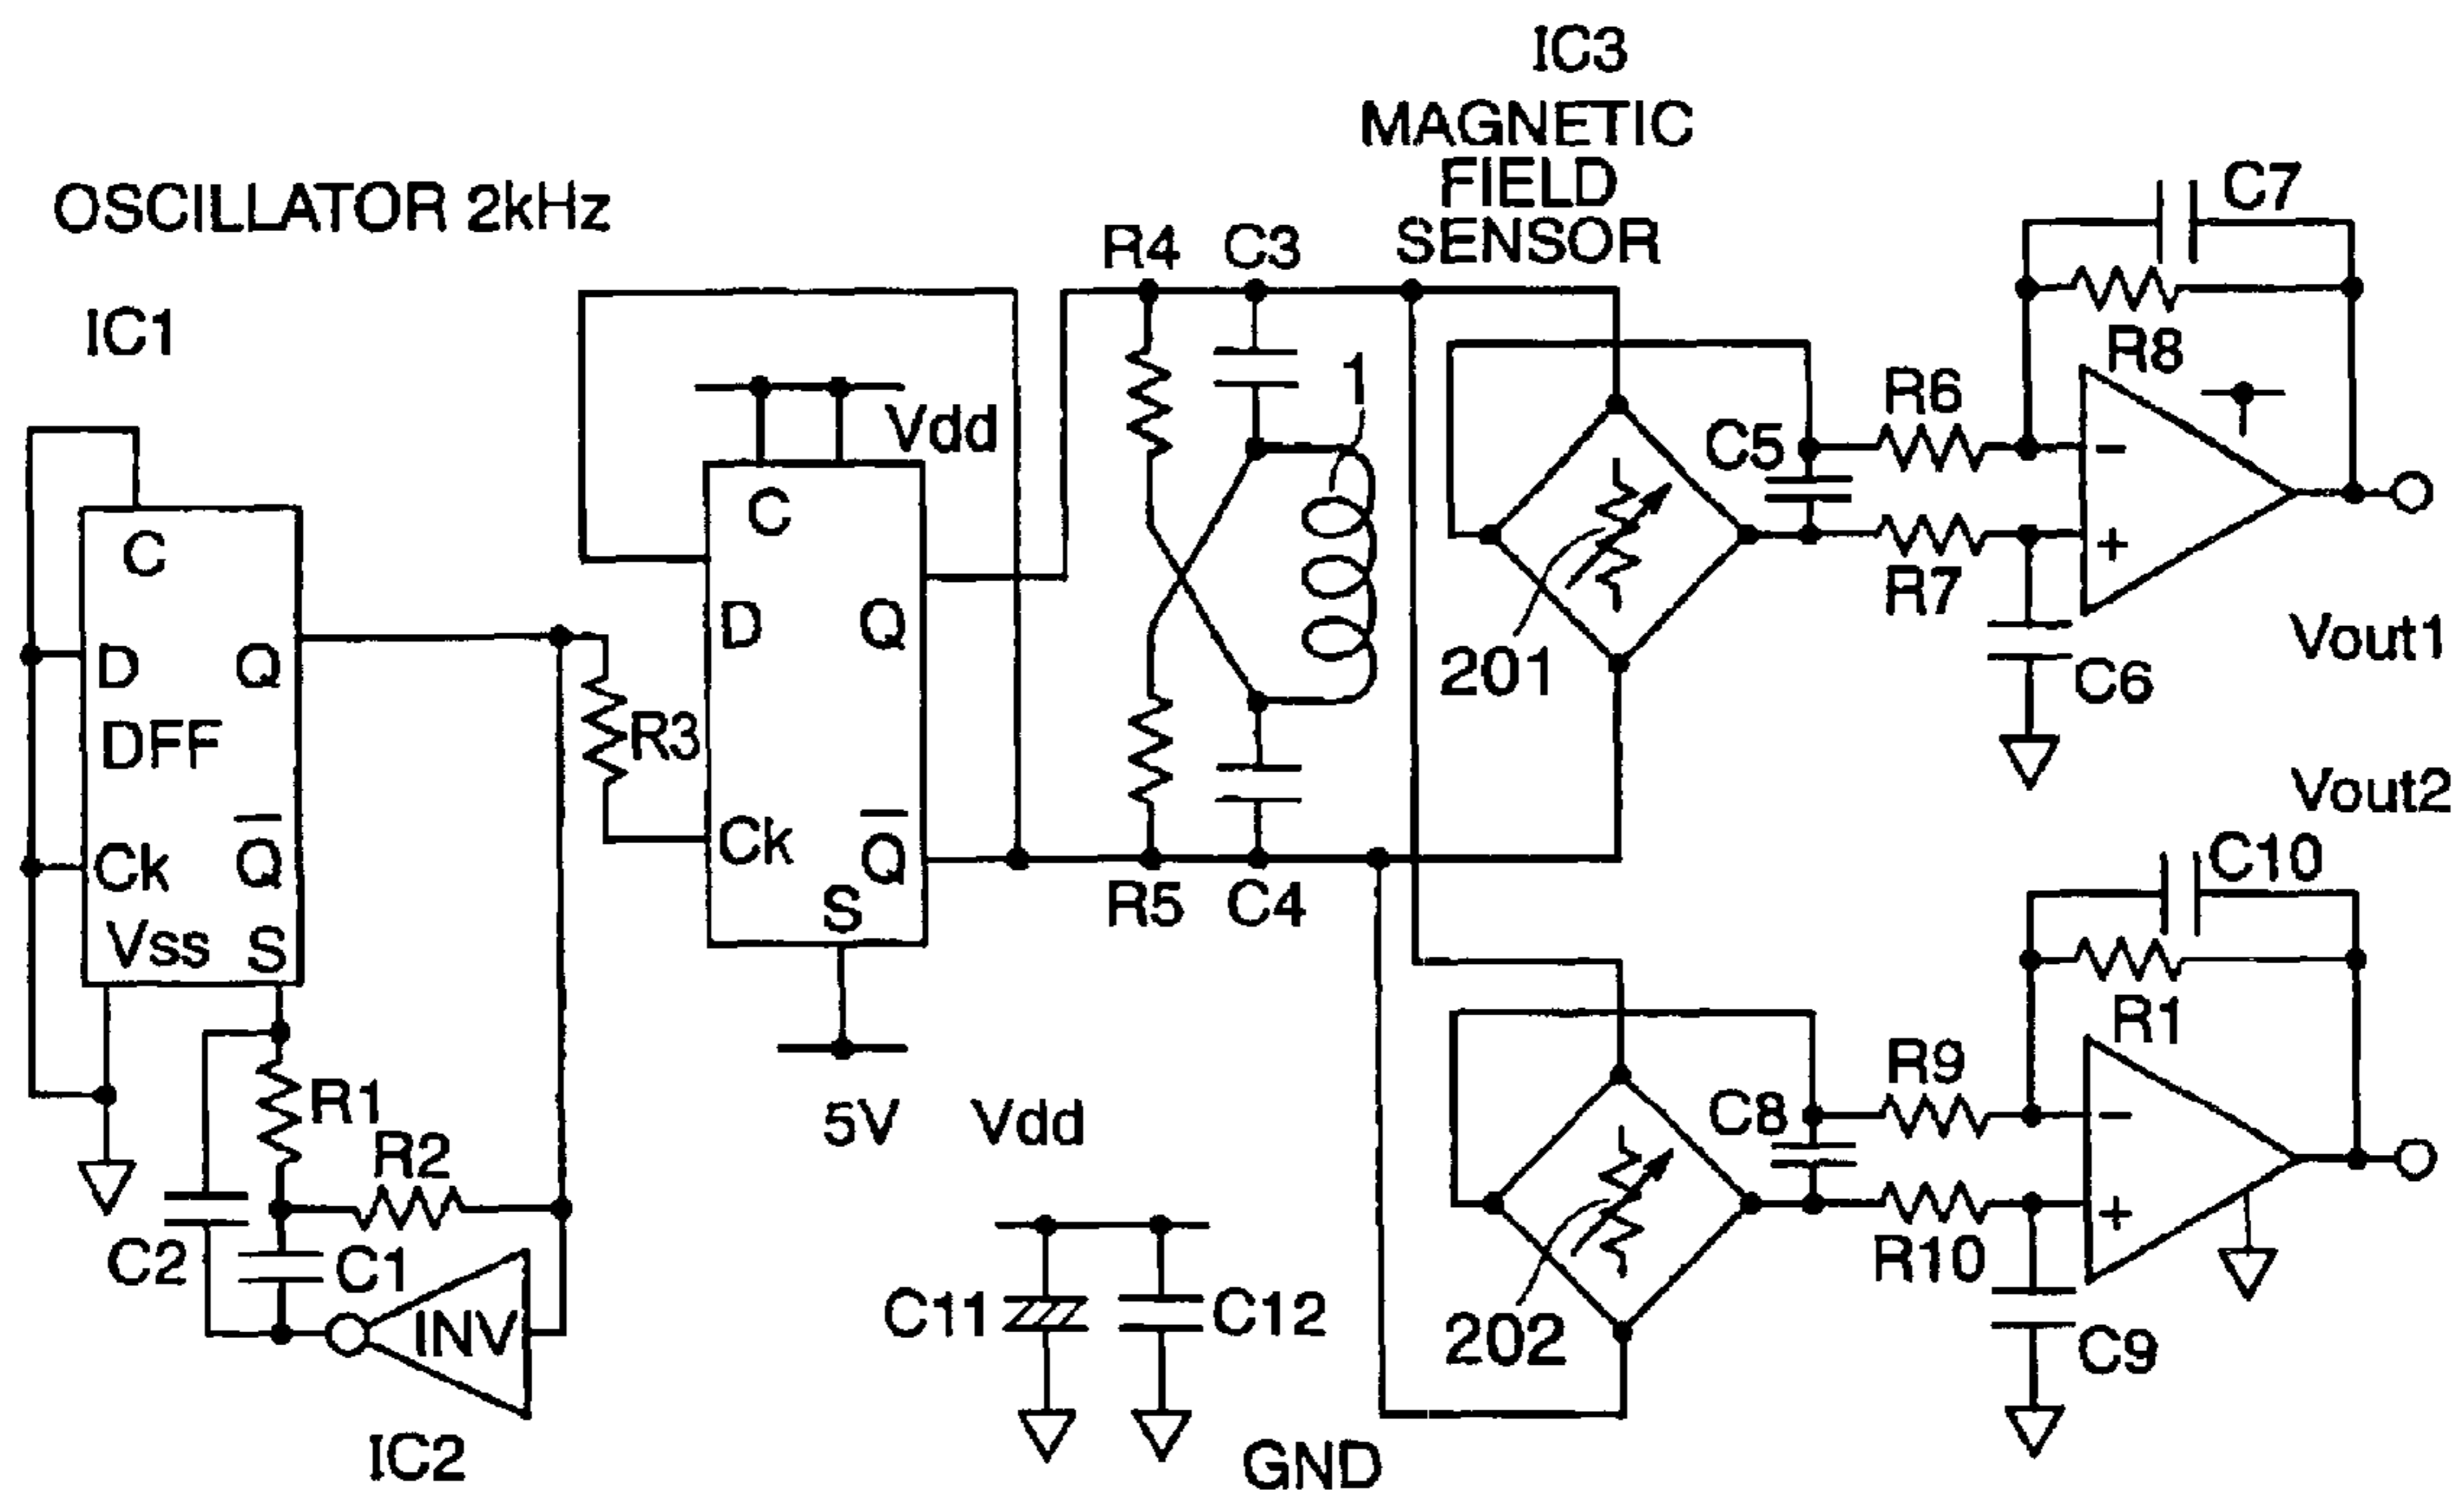 IC3
MAGNETIC
FIELD
SENSOR
OSCILLATOR 2kHz
IC1
R4
C3
C7
R8
1
Vdd
C
D
Q
Ck
Q̅
S
5V
R3
C
D
Q
DFF
Ck
Q̅
Vss
S
R1
R2
C2
C1
INV
IC2
R5
C4
201
C5
R6
R7
−
+
C6
Vout1
Vout2
C10
R1
R9
C8
R10
−
+
C9
202
Vdd
C11
C12
GND